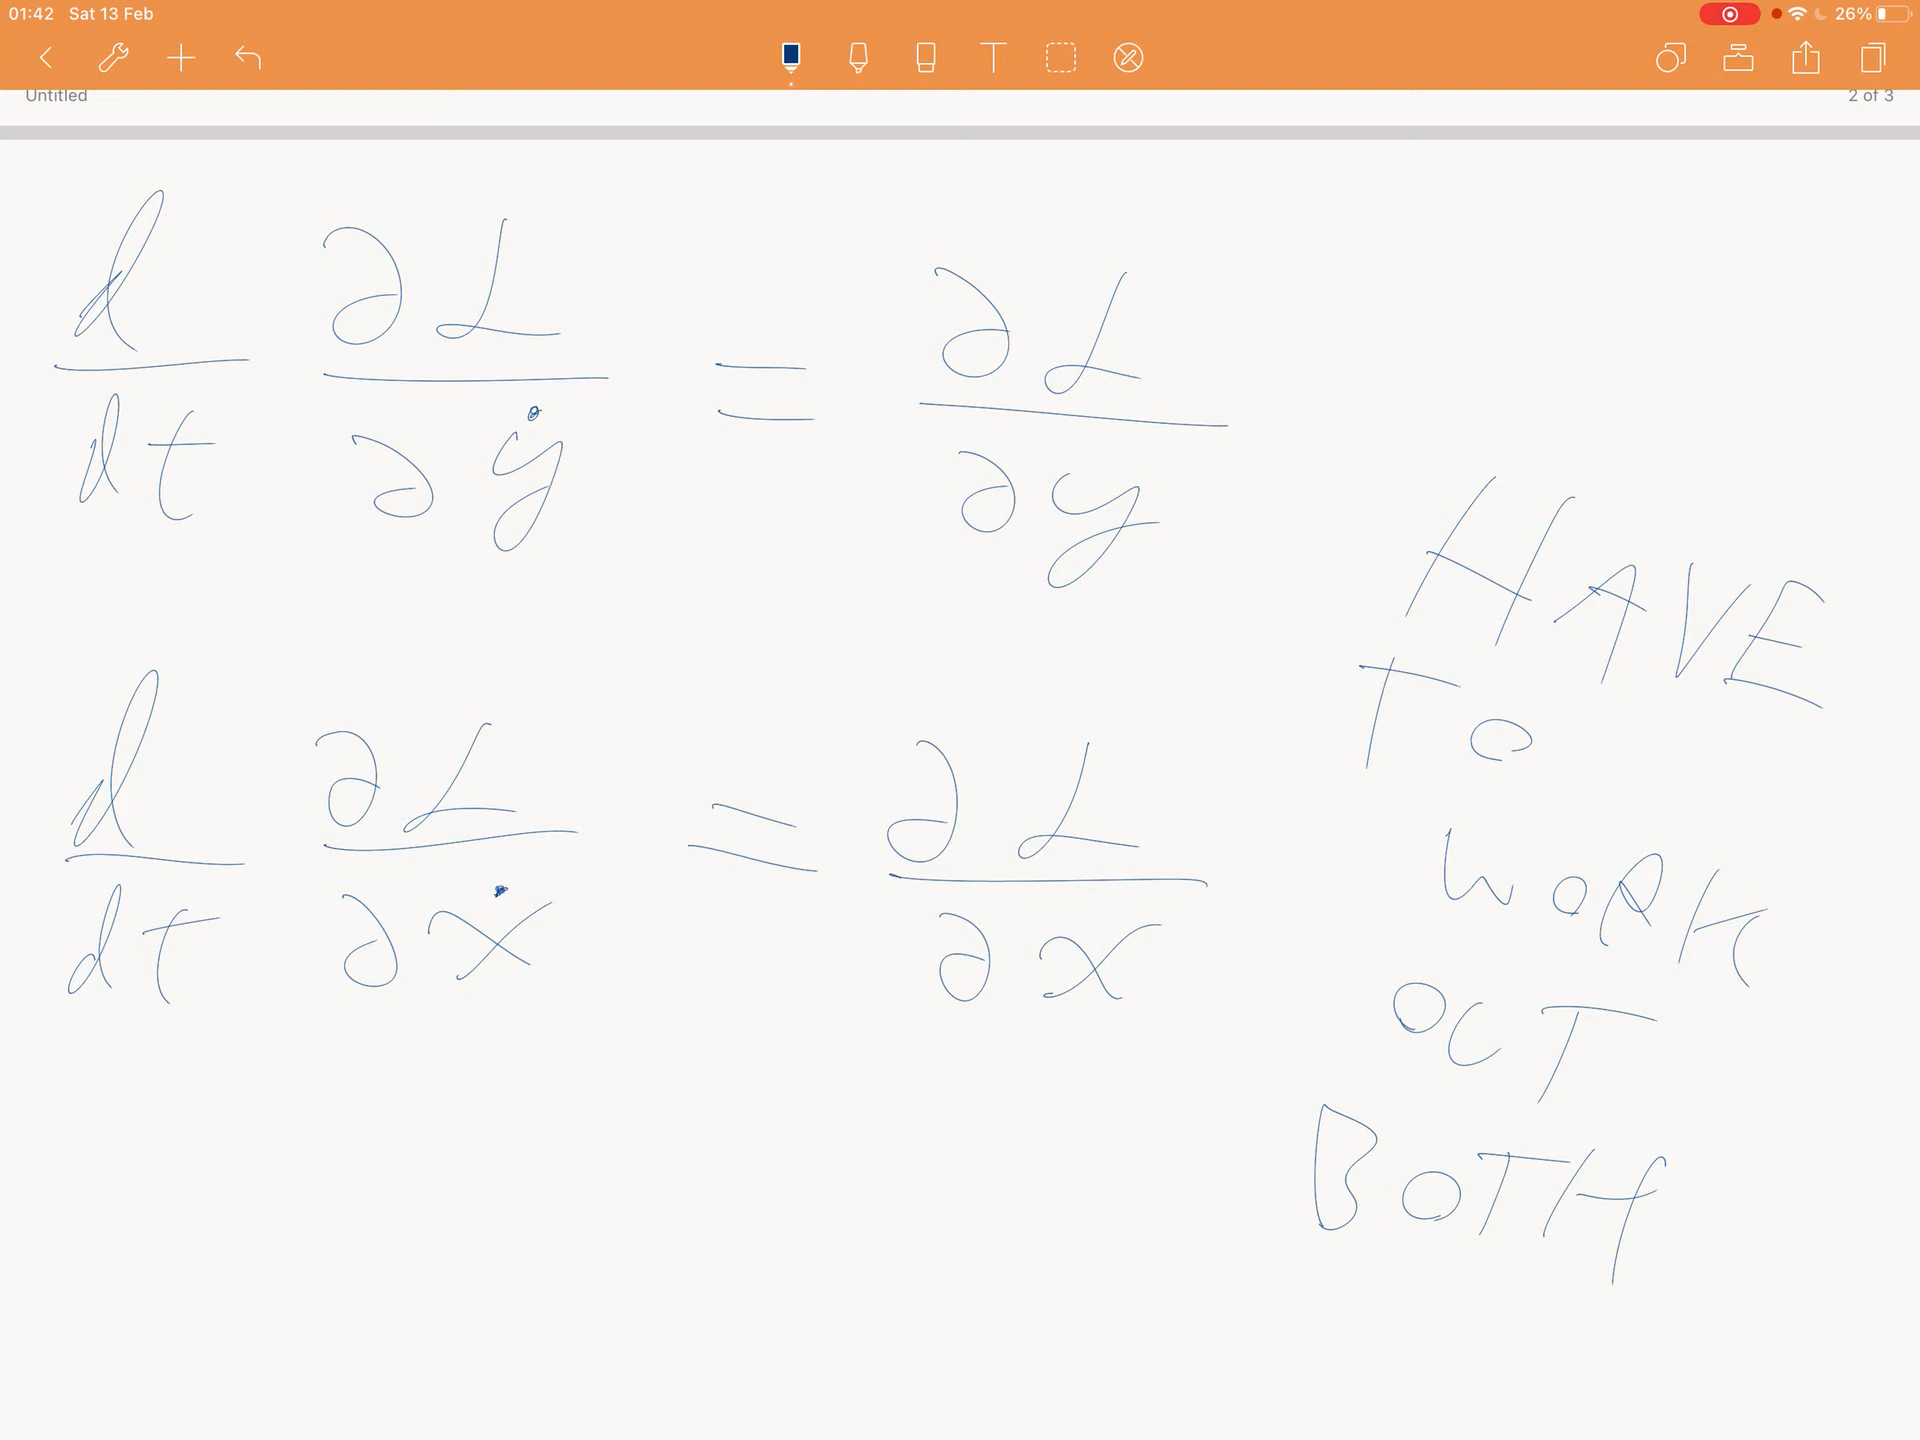 01:42 Sat 13 Feb 26%
Untitled 2 of 3
d/dt ∂L/∂ẏ = ∂L/∂y
d/dt ∂L/∂ẋ = ∂L/∂x
HAVE
TO
WORK
OUT
BOTH